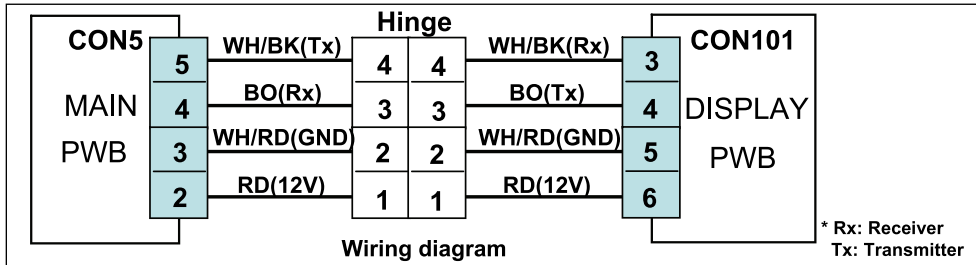 Hinge
CON5 CON101
5 WH/BK(Tx) 4 4 WH/BK(Rx) 3
MAIN 4 BO(Rx) 3 3 BO(Tx) 4 DISPLAY
PWB 3 WH/RD(GND) 2 2 WH/RD(GND) 5 PWB
2 RD(12V) 1 1 RD(12V) 6
Wiring diagram
* Rx: Receiver
Tx: Transmitter